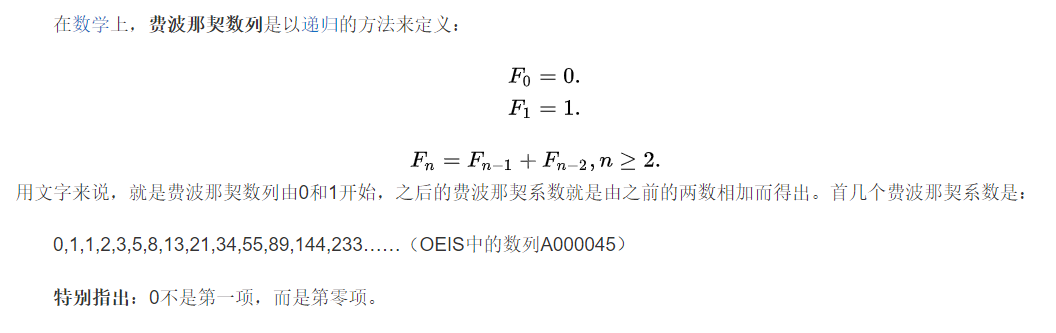 在数学上，费波那契数列是以递归的方法来定义：
F₀ = 0.
F₁ = 1.
Fₙ = Fₙ₋₁ + Fₙ₋₂, n ≥ 2.
用文字来说，就是费波那契数列由0和1开始，之后的费波那契系数就是由之前的两数相加而得出。首几个费波那契系数是：
0,1,1,2,3,5,8,13,21,34,55,89,144,233……（OEIS中的数列A000045）
特别指出：0不是第一项，而是第零项。